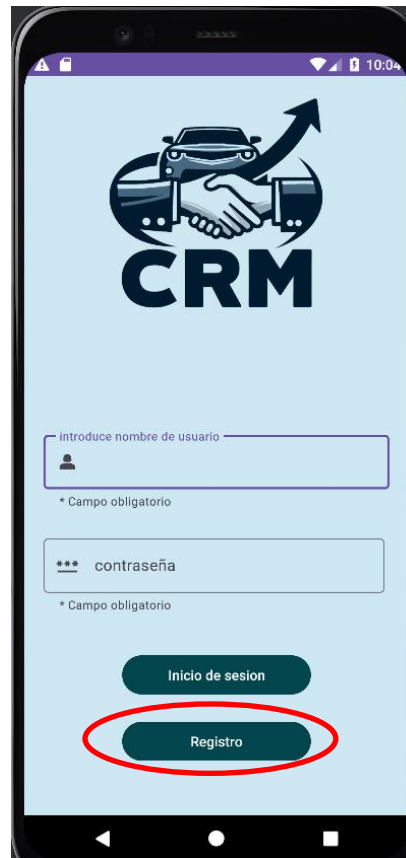 10:04
CRM
introduce nombre de usuario
* Campo obligatorio
*** contraseña
* Campo obligatorio
Inicio de sesion
Registro